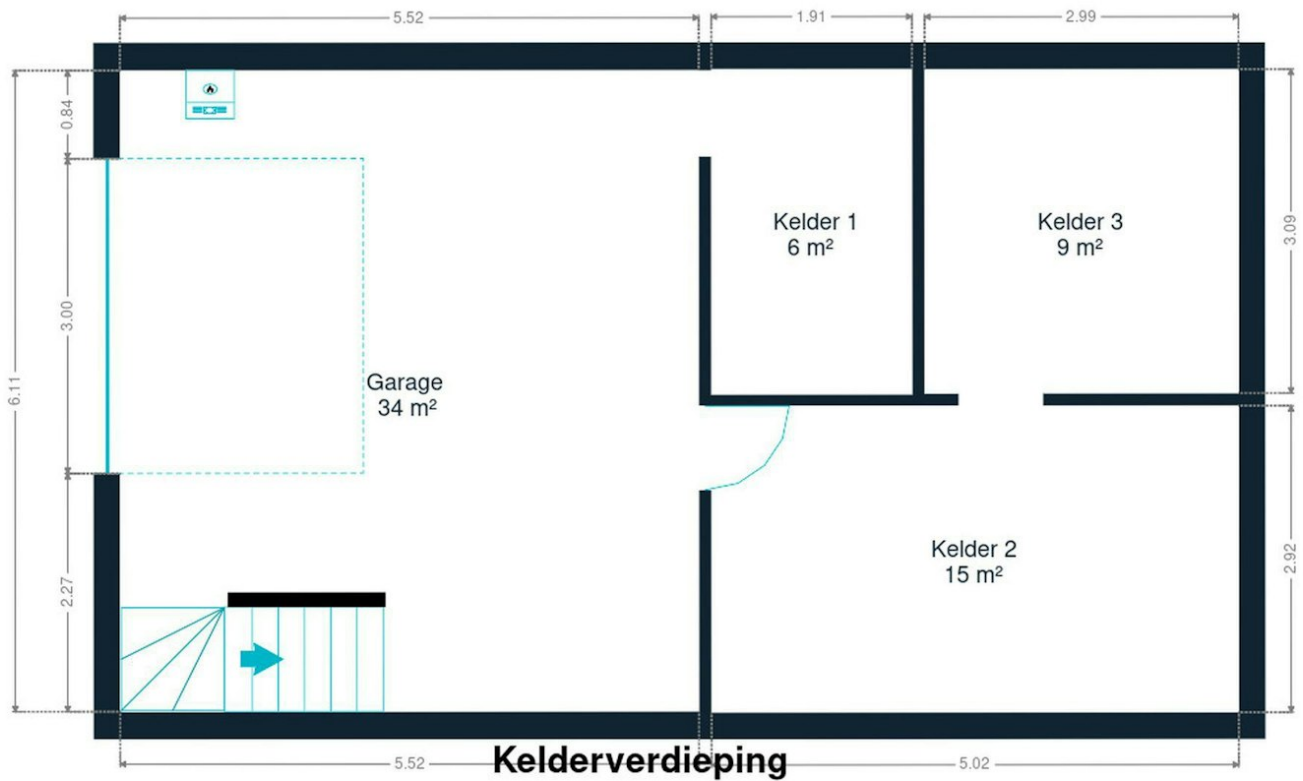 5.52
1.91
2.99
0.84
3.00
6.11
2.27
Kelder 1
6 m²
Kelder 3
9 m²
3.09
Garage
34 m²
Kelder 2
15 m²
2.92
5.52
Kelderverdieping
5.02